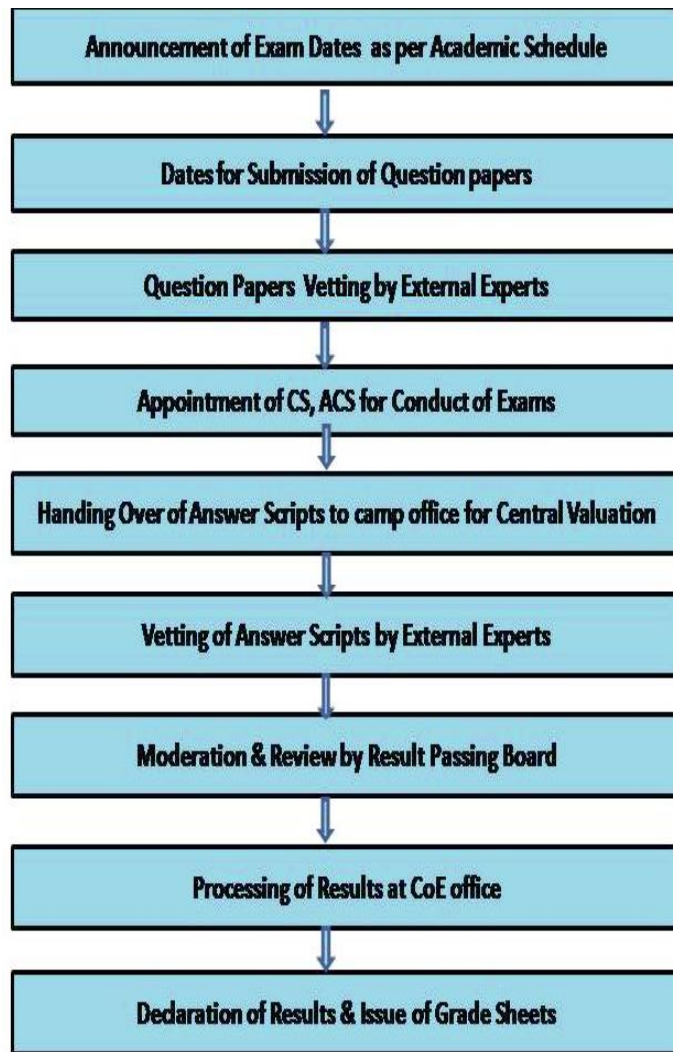 Announcement of Exam Dates as per Academic Schedule
Dates for Submission of Question papers
Question Papers Vetting by External Experts
Appointment of CS, ACS for Conduct of Exams
Handing Over of Answer Scripts to camp office for Central Valuation
Vetting of Answer Scripts by External Experts
Moderation & Review by Result Passing Board
Processing of Results at CoE office
Declaration of Results & Issue of Grade Sheets